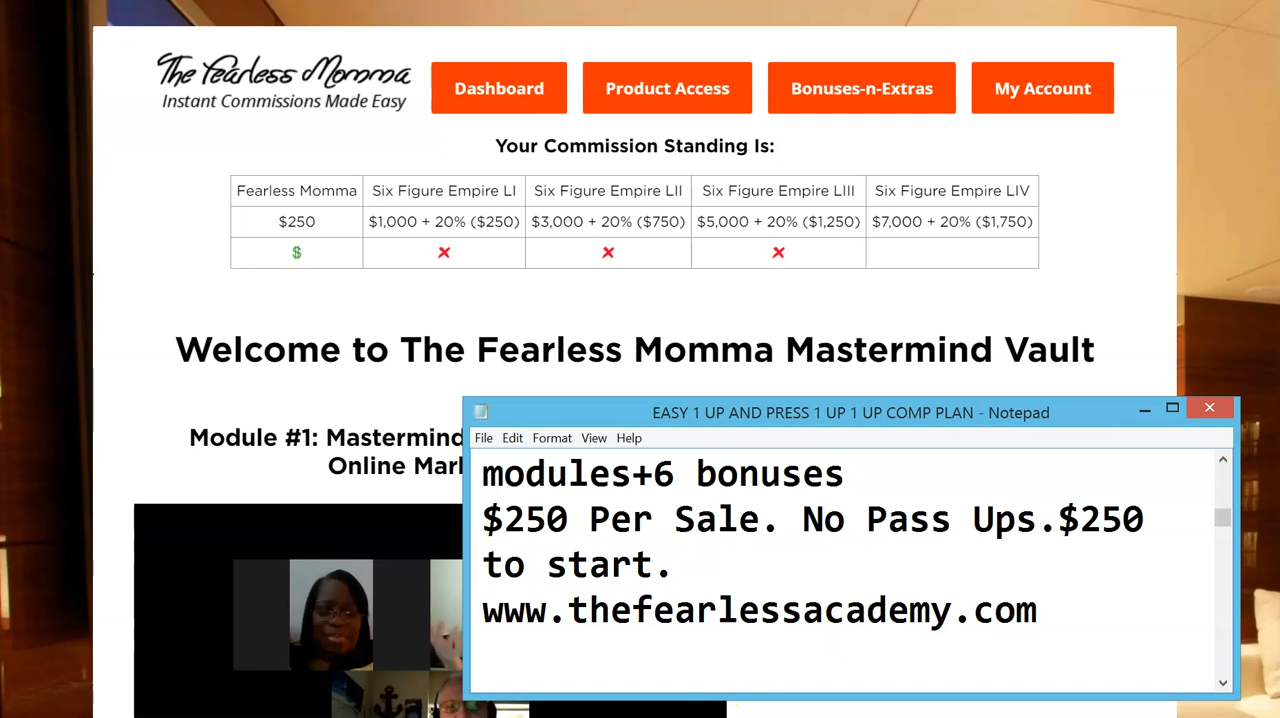 The Fearless Momma
Instant Commissions Made Easy
Dashboard
Product Access
Bonuses-n-Extras
My Account
Your Commission Standing Is:
Fearless Momma Six Figure Empire LI Six Figure Empire LII Six Figure Empire LIII Six Figure Empire LIV
$250 $1,000 + 20% ($250) $3,000 + 20% ($750) $5,000 + 20% ($1,250) $7,000 + 20% ($1,750)
$
Welcome to The Fearless Momma Mastermind Vault
Module #1: Mastermind
Online Mar
EASY 1 UP AND PRESS 1 UP 1 UP COMP PLAN - Notepad
File Edit Format View Help
modules+6 bonuses
$250 Per Sale. No Pass Ups.$250
to start.
www.thefearlessacademy.com